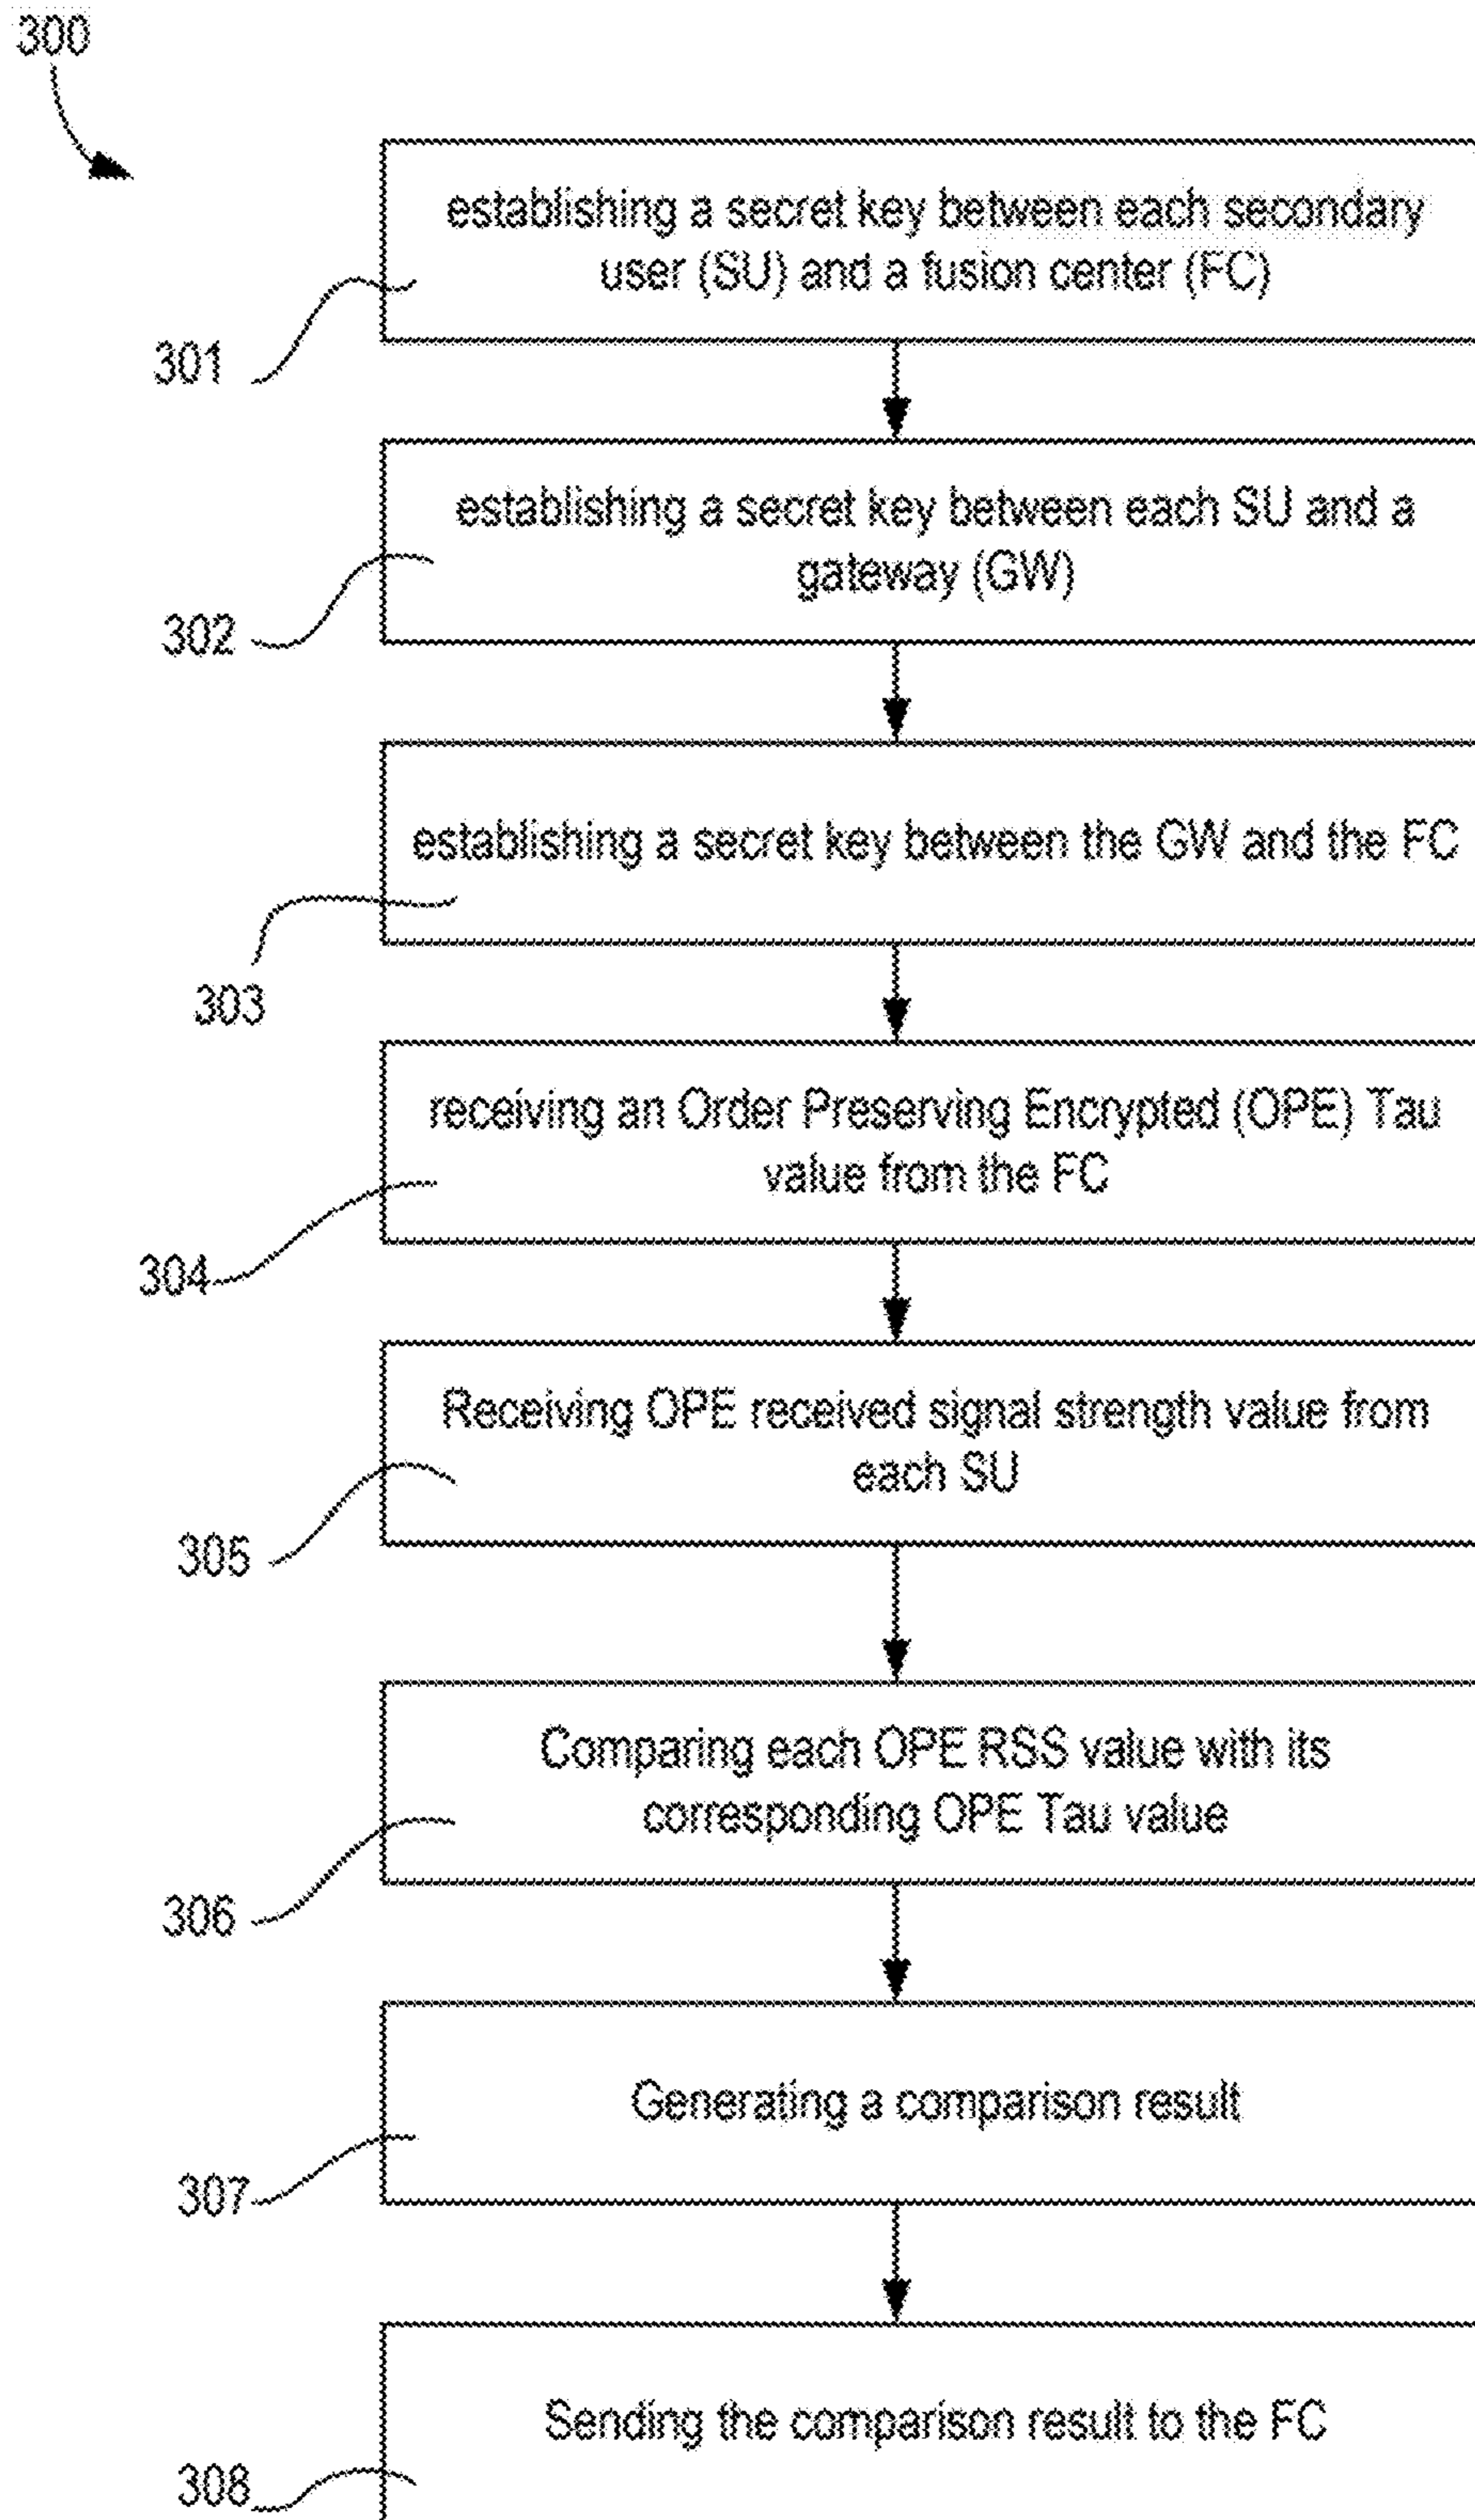 300
establishing a secret key between each secondary
user (SU) and a fusion center (FC)
301
establishing a secret key between each SU and a
gateway (GW)
302
establishing a secret key between the GW and the FC
303
receiving an Order Preserving Encrypted (OPE) Tau
value from the FC
304
Receiving OPE received signal strength value from
each SU
305
Comparing each OPE RSS value with its
corresponding OPE Tau value
306
Generating a comparison result
307
Sending the comparison result to the FC
308